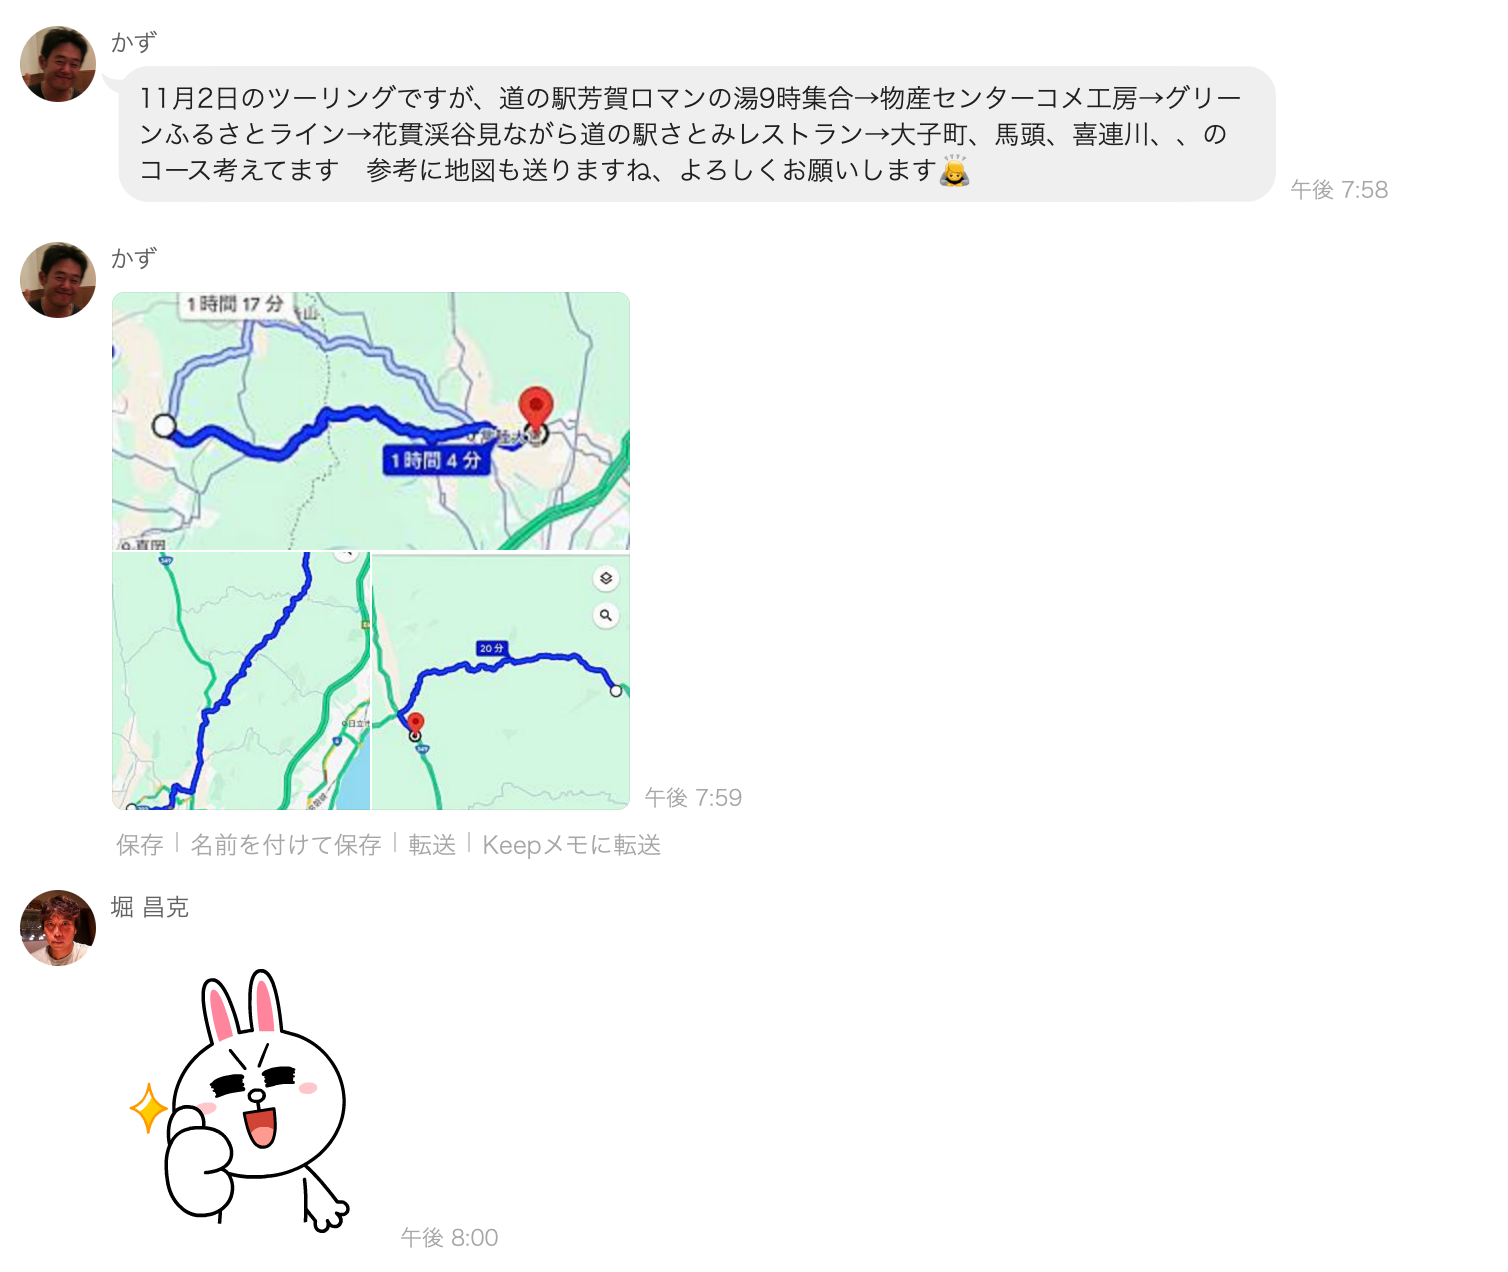 かず
11月2日のツーリングですが、道の駅芳賀ロマンの湯9時集合→物産センターコメ工房→グリー
ンふるさとライン→花貫渓谷見ながら道の駅さとみレストラン→大子町、馬頭、喜連川、、の
コース考えてます　参考に地図も送りますね、よろしくお願いします
午後 7:58
かず
1 時間 17 分
山
1 時間 4 分
真岡
日立市
20 分
午後 7:59
保存｜名前を付けて保存｜転送｜Keepメモに転送
堀 昌克
午後 8:00